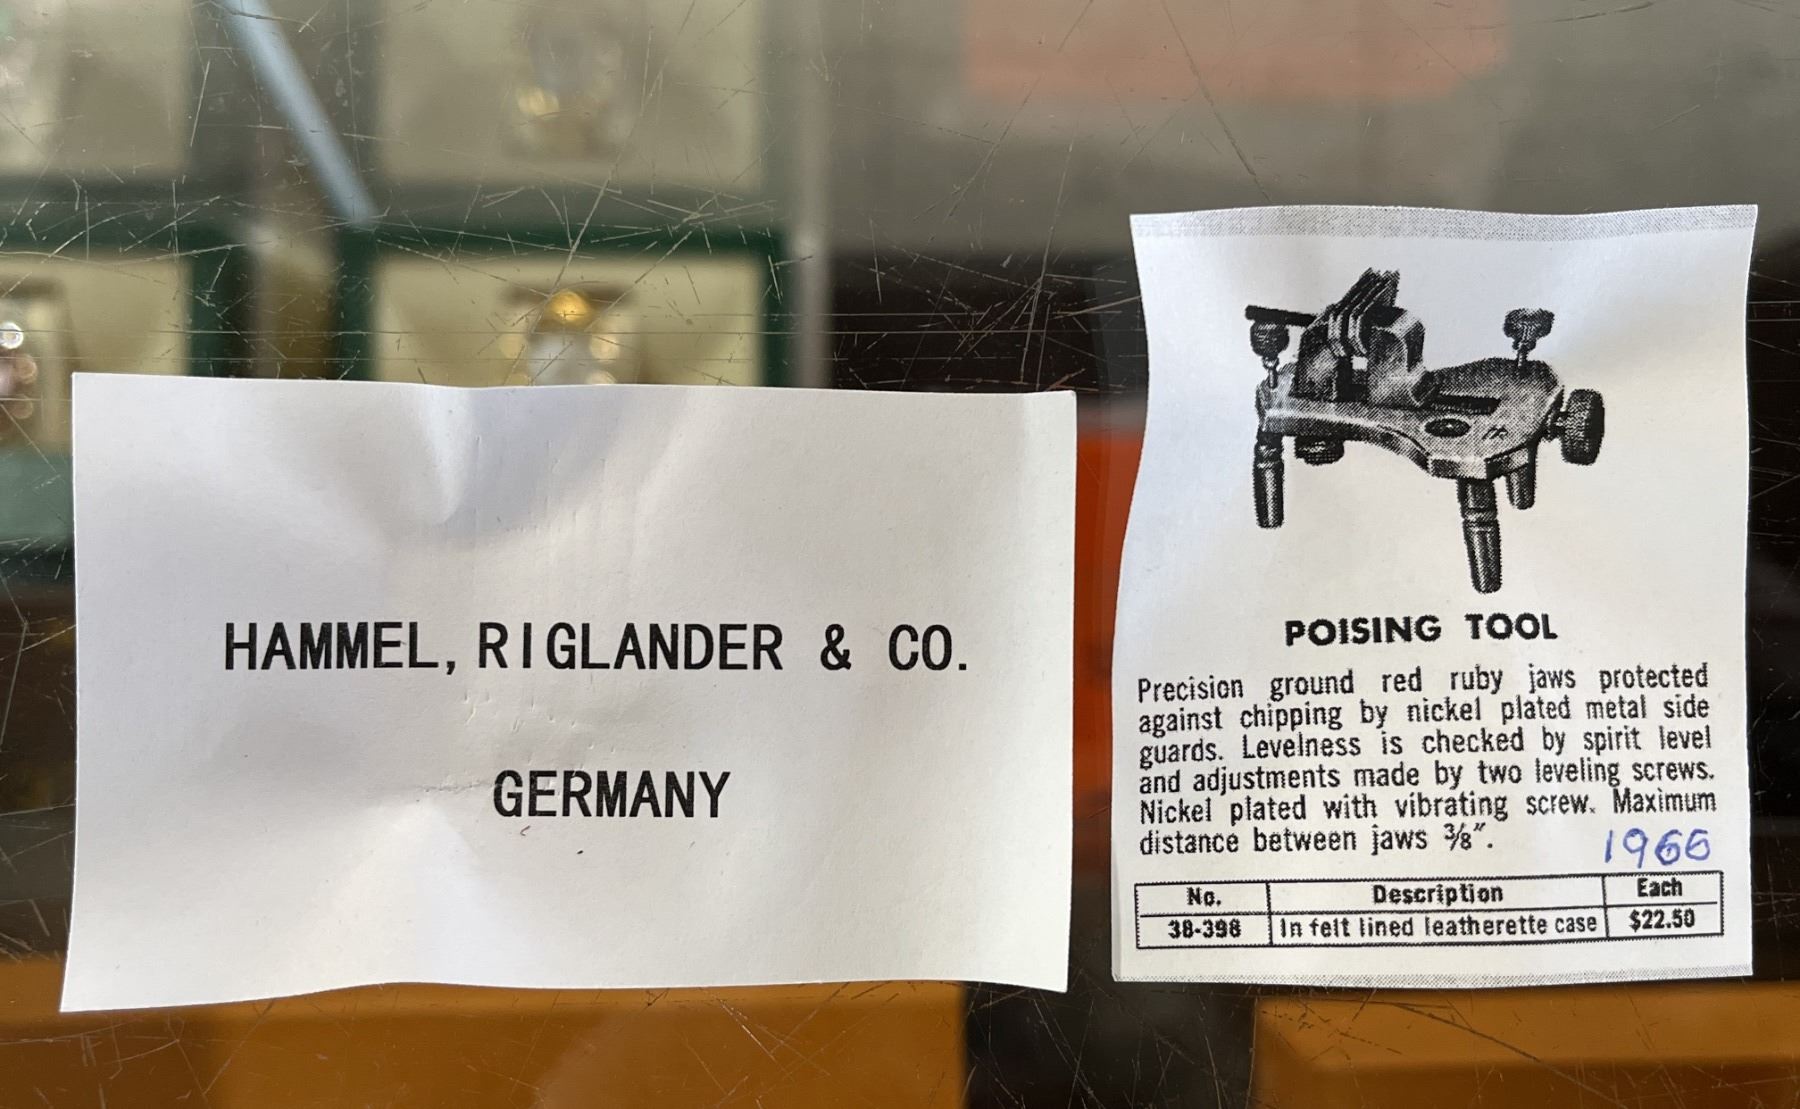 HAMMEL, RIGLANDER & CO.
GERMANY
POISING TOOL
Precision ground red ruby jaws protected
against chipping by nickel plated metal side
guards. Levelness is checked by spirit level
and adjustments made by two leveling screws.
Nickel plated with vibrating screw. Maximum
distance between jaws 3/8".
1966
No. Description Each
38-398 In felt lined leatherette case $22.50